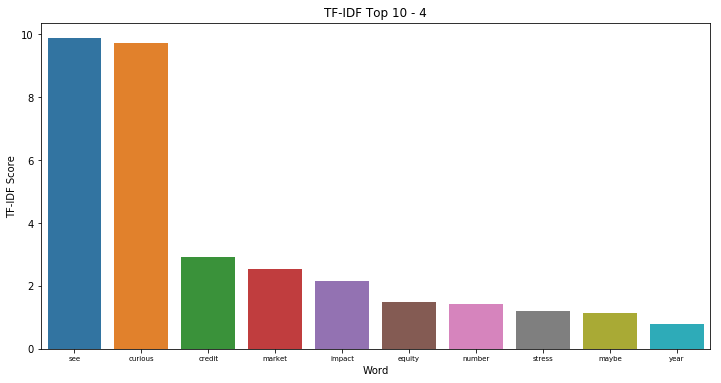 TF-IDF Top 10 - 4
TF-IDF Score
10
8
6
4
2
0
see curious credit market impact equity number stress maybe year
Word